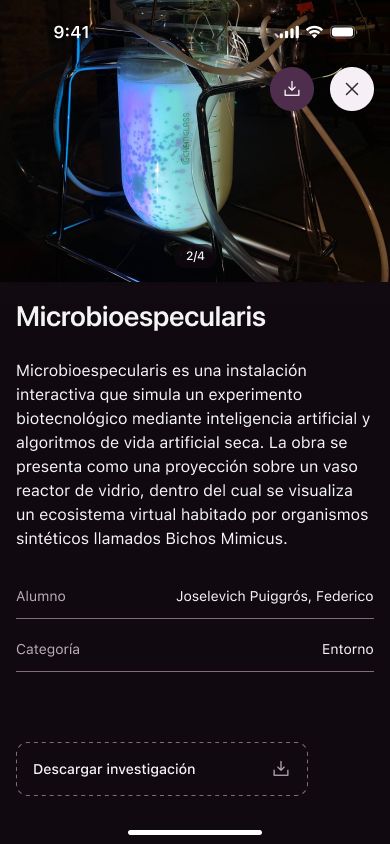 9:41
CHEMGLASS
2/4
Microbioespecularis
Microbioespecularis es una instalación
interactiva que simula un experimento
biotecnológico mediante inteligencia artificial y
algoritmos de vida artificial seca. La obra se
presenta como una proyección sobre un vaso
reactor de vidrio, dentro del cual se visualiza
un ecosistema virtual habitado por organismos
sintéticos llamados Bichos Mimicus.
Alumno Joselevich Puiggrós, Federico
Categoría Entorno
Descargar investigación